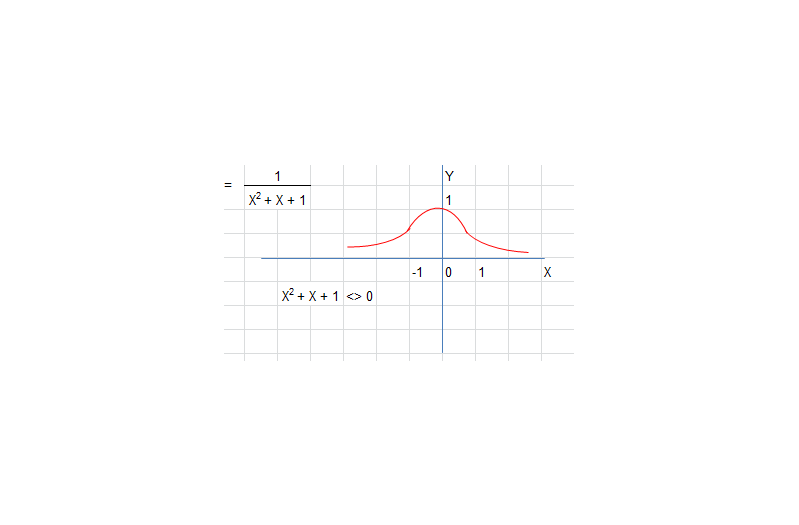 = 1
X² + X + 1
Y
1
-1 0 1 X
X² + X + 1 <> 0